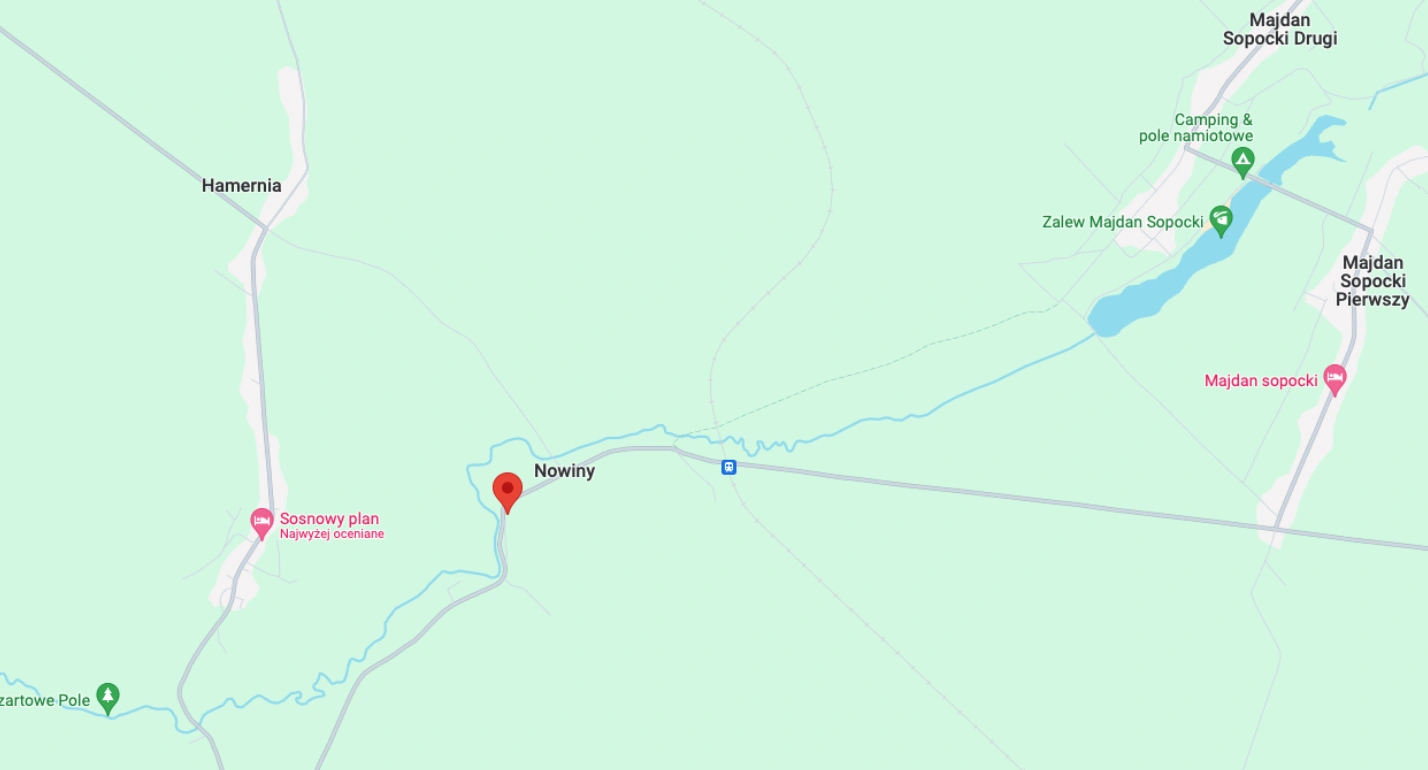 Majdan
Sopocki Drugi
Camping &
pole namiotowe
Hamernia
Zalew Majdan Sopocki
Majdan
Sopocki
Pierwszy
Majdan sopocki
Nowiny
Sosnowy plan
Najwyżej oceniane
zartowe Pole